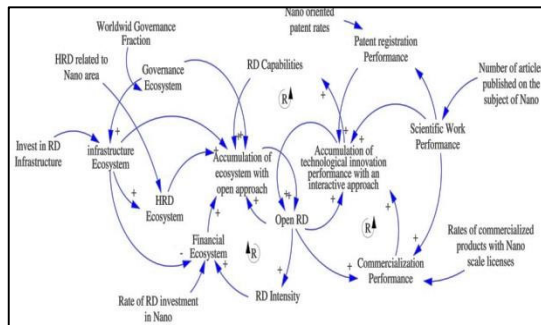 Nano oriented
patent rates
Worldwid Governance
Fraction
Patent registration
Performance
HRD related to
Nano area
Governance
Ecosystem
RD Capabilities
Number of articles
published on the
subject of Nano
R
+
+
+
+
+
Invest in RD
Infrastructure
infrastructure
Ecosystem
Accumulation of
ecosystem with
open approach
Accumulation of
technological innovation
performance with an
interactive approach
Scientific Work
Performance
+
HRD
Ecosystem
+
+
Open RD
+
+
Financial
Ecosystem
-
+
R
R
+
+
+
Commercialization
Performance
Rates of commercialized
products with Nano
scale licenses
Rate of RD investment
in Nano
RD Intensity
+
+